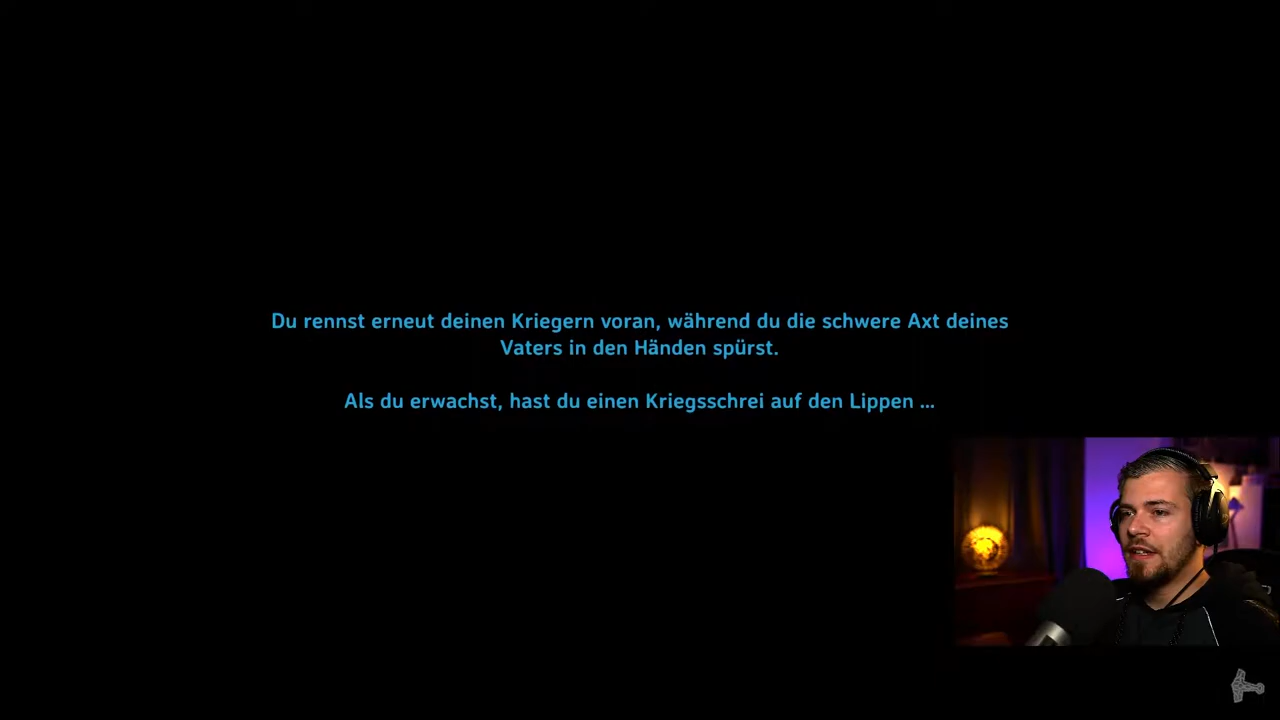 Du rennst erneut deinen Kriegern voran, während du die schwere Axt deines
Vaters in den Händen spürst.
Als du erwachst, hast du einen Kriegsschrei auf den Lippen ...